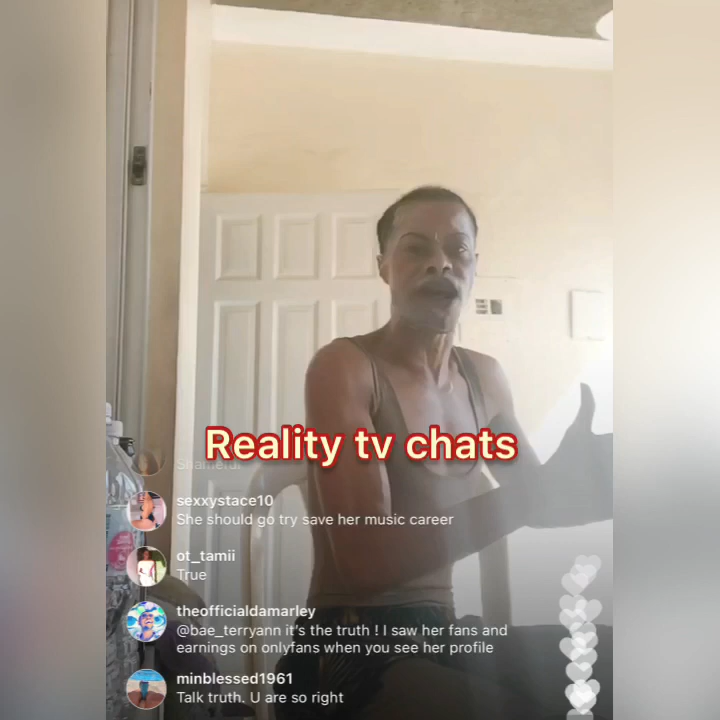 Reality tv chats
Shameful
sexxystace10
She should go try save her music career
ot_tamii
True
theofficialdamarley
@bae_terryann it's the truth ! I saw her fans and
earnings on onlyfans when you see her profile
minblessed1961
Talk truth. U are so right